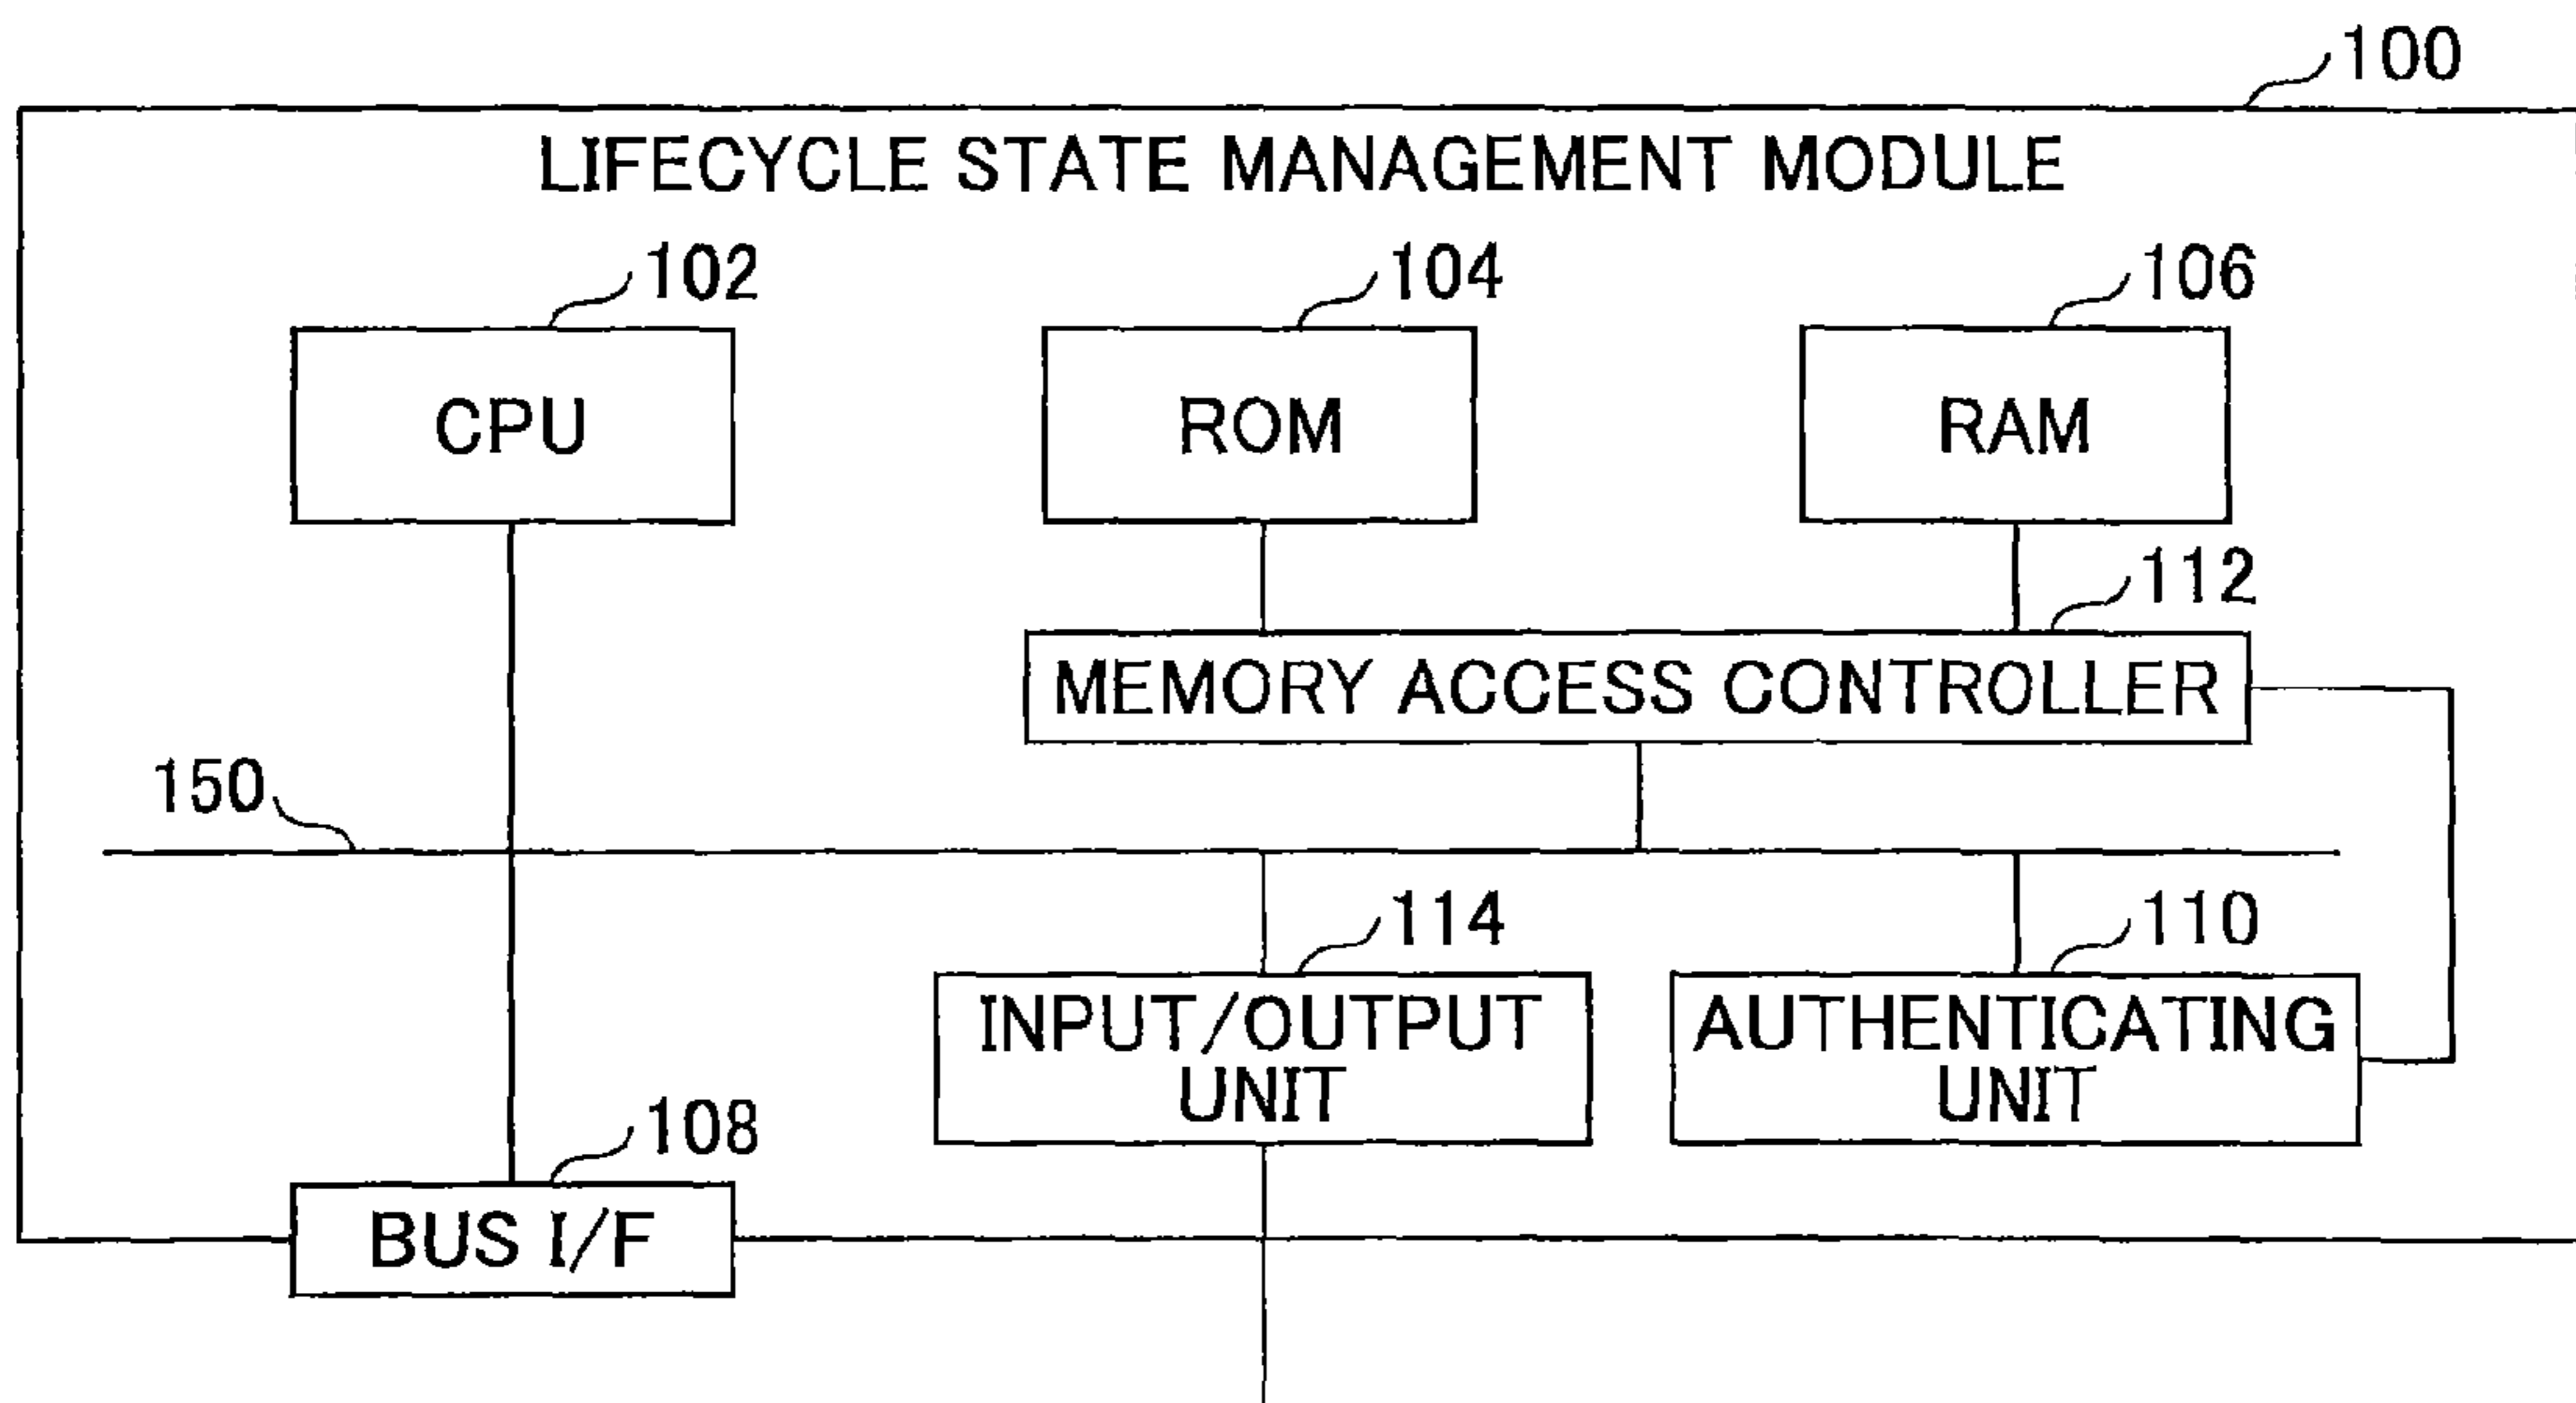 100
LIFECYCLE STATE MANAGEMENT MODULE
102
104
106
CPU
ROM
RAM
112
MEMORY ACCESS CONTROLLER
150
114
110
INPUT/OUTPUT
UNIT
AUTHENTICATING
UNIT
108
BUS I/F